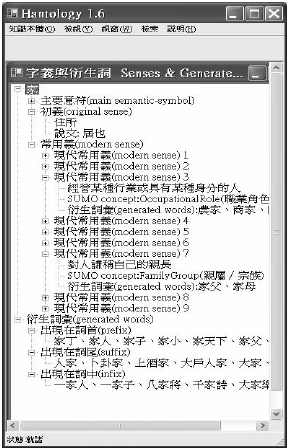 Hantology 1.6
知識本體(O) 檢視(Y) 視窗(W) 檢索 說明(H)
字義與衍生詞 Senses & Generate...
家
主要意符(main semantic-symbol)
初義(original sense)
住所
說文: 居也
常用義(modern sense)
現代常用義(modern sense) 1
現代常用義(modern sense) 2
現代常用義(modern sense) 3
經營某種行業或具有某種身份的人
SUMO concept:OccupationalRole(職業角色
衍生詞彙(generated words):農家、商家、
現代常用義(modern sense) 4
現代常用義(modern sense) 5
現代常用義(modern sense) 6
現代常用義(modern sense) 7
對人謙稱自己的親長
SUMO concept:FamilyGroup(親屬／宗族)
衍生詞彙(generated words):家父、家母
現代常用義(modern sense) 8
現代常用義(modern sense) 9
衍生詞彙(generated words)
出現在詞首(prefix)
家丁、家人、家子、家小、家天下、家父、
出現在詞尾(suffix)
人家、卜卦家、上酒家、大戶人家、大家、
出現在詞中(infix)
一家人、一家子、八家將、千家詩、大家樂
狀態 就緒